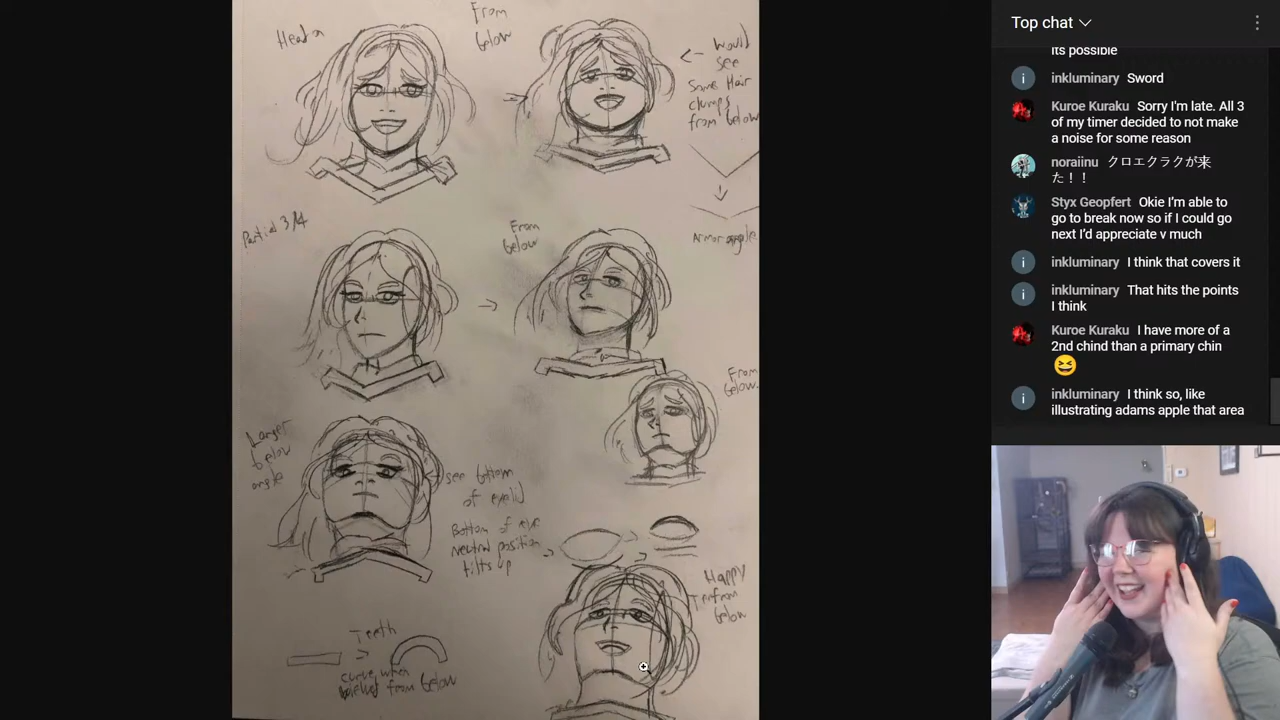 Head on
From
below
<- Would
see
Some Hair
clumps
from below
Partial 3/4
From
below
Armor angle
From
below
Larger
below
angle
see bottom
of eyelid
Bottom of
neutral position
tilts up
Happy
from
below
Teeth
curve when
from below
Top chat
its possible
inkluminary Sword
Kuroe Kuraku Sorry I'm late. All 3
of my timer decided to not make
a noise for some reason
noraiinu クロエクラクが来
た！！
Styx Geopfert Okie I'm able to
go to break now so if I could go
next I'd appreciate v much
inkluminary I think that covers it
inkluminary That hits the points
I think
Kuroe Kuraku I have more of a
2nd chind than a primary chin
inkluminary I think so, like
illustrating adams apple that area